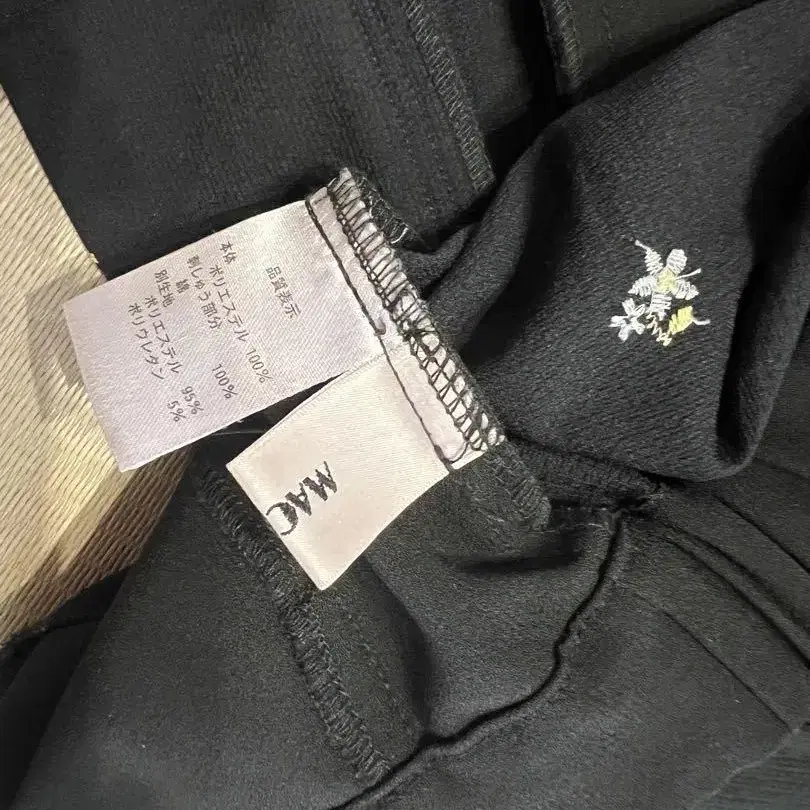 品質表示
本体
ポリエステル 100%
刺しゅう部分
綿 100%
別生地
ポリエステル 95%
ポリウレタン 5%
MAC